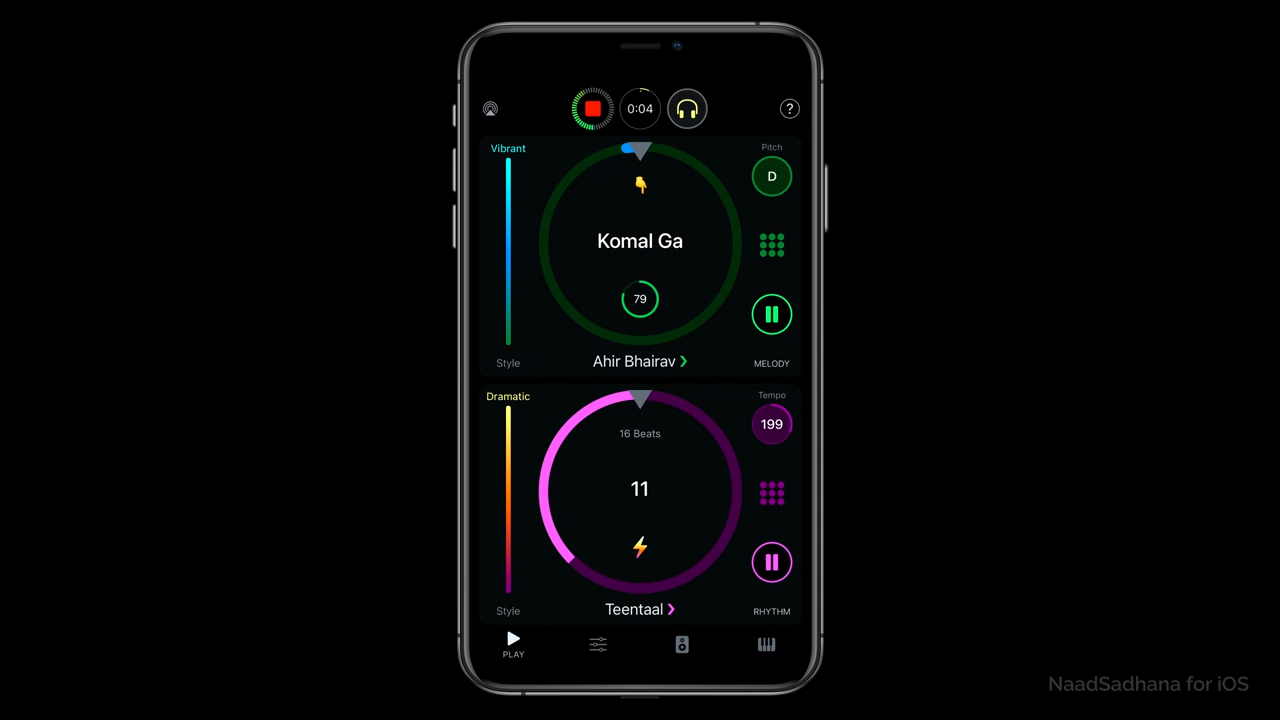 0:04
?
Vibrant
Pitch
D
Komal Ga
79
Style
Ahir Bhairav
MELODY
Dramatic
Tempo
16 Beats
199
11
Style
Teentaal
RHYTHM
PLAY
NaadSadhana for iOS